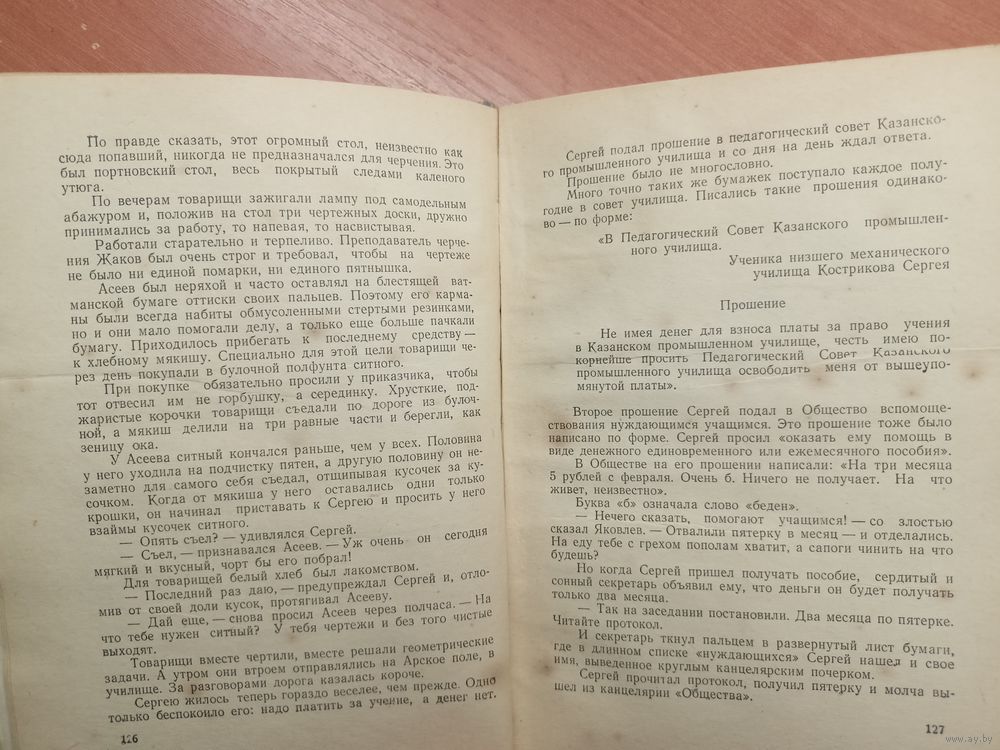 По правде сказать, этот огромный стол, неизвестно как
сюда попавший, никогда не предназначался для черчения. Это
был портновский стол, весь покрытый следами каленого
утюга.
По вечерам товарищи зажигали лампу под самодельным
абажуром и, положив на стол три чертежных доски, дружно
принимались за работу, то напевая, то насвистывая.
Работали старательно и терпеливо. Преподаватель черче-
ния Жаков был очень строг и требовал, чтобы на чертеже
не было ни единой помарки, ни единого пятнышка.
Асеев был неряхой и часто оставлял на блестящей ват-
манской бумаге оттиски своих пальцев. Поэтому его карма-
ны были всегда набиты обмусоленными стертыми резинками,
но и они мало помогали делу, а только еще больше пачкали
бумагу. Приходилось прибегать к последнему средству —
к хлебному мякишу. Специально для этой цели товарищи че-
рез день покупали в булочной полфунта ситного.
При покупке обязательно просили у приказчика, чтобы
тот отвесил им не горбушку, а серединку. Хрусткие, под-
жаристые корочки товарищи съедали по дороге из булоч-
ной, а мякиш делили на три равные части и берегли, как
зеницу ока.
У Асеева ситный кончался раньше, чем у всех. Половина
у него уходила на подчистку пятен, а другую половину он не-
заметно для самого себя съедал, отщипывая кусочек за ку-
сочком. Когда от мякиша у него оставались одни только
крошки, он начинал приставать к Сергею и просить у него
взаймы кусочек ситного.
— Опять съел? — удивлялся Сергей.
— Съел, — признавался Асеев. — Уж очень он сегодня
мягкий и вкусный, чорт бы его побрал!
Для товарищей белый хлеб был лакомством.
— Последний раз даю, — предупреждал Сергей и, отло-
мив от своей доли кусок, протягивал Асееву.
— Дай еще, — снова просил Асеев через полчаса. — На
что тебе нужен ситный? У тебя чертежи и без того чистые
выходят.
Товарищи вместе чертили, вместе решали геометрические
задачи. А утром они втроем отправлялись на Арское поле, в
училище. За разговорами дорога казалась короче.
Сергею жилось теперь гораздо веселее, чем прежде. Одно
только беспокоило его: надо платить за учение, а денег нет.
126
Сергей подал прошение в педагогический совет Казанско-
го промышленного училища и со дня на день ждал ответа.
Прошение было не многословно.
Много точно таких же бумажек поступало каждое полу-
годие в совет училища. Писались такие прошения одинако-
во — по форме:
«В Педагогический Совет Казанского промышлен-
ного училища.
Ученика низшего механического
училища Кострикова Сергея
Прошение
Не имея денег для взноса платы за право учения
в Казанском промышленном училище, честь имею по-
корнейше просить Педагогический Совет Казанского
промышленного училища освободить меня от вышеупо-
мянутой платы».
Второе прошение Сергей подал в Общество вспомоще-
ствования нуждающимся учащимся. Это прошение тоже было
написано по форме. Сергей просил «оказать ему помощь в
виде денежного единовременного или ежемесячного пособия».
В Обществе на его прошении написали: «На три месяца
5 рублей с февраля. Очень б. Ничего не получает. На что
живет, неизвестно».
Буква «б» означала слово «беден».
— Нечего сказать, помогают учащимся! — со злостью
сказал Яковлев. — Отвалили пятерку в месяц — и отделались.
На еду тебе с грехом пополам хватит, а сапоги чинить на что
будешь?
Но когда Сергей пришел получать пособие, сердитый и
сонный секретарь объявил ему, что деньги он будет получать
только два месяца.
— Так на заседании постановили. Два месяца по пятерке.
Читайте протокол.
И секретарь ткнул пальцем в развернутый лист бумаги,
где в длинном списке «нуждающихся» Сергей нашел и свое
имя, выведенное круглым канцелярским почерком.
Сергей прочитал протокол, получил пятерку и молча вы-
шел из канцелярии «Общества».
127
www.ay.by